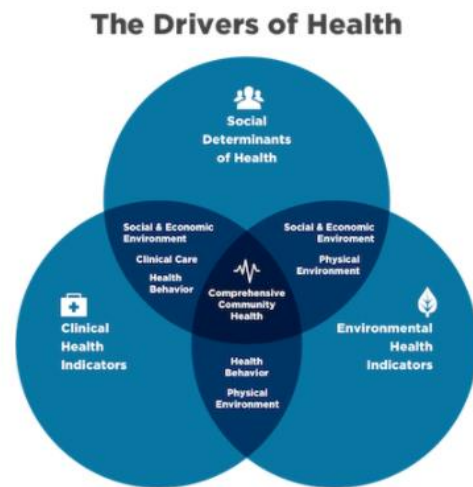 The Drivers of Health
Social
Determinants
of Health
Social & Economic
Environment
Clinical Care
Health
Behavior
Social & Economic
Enviroment
Physical
Environment
Comprehensive
Community
Health
Clinical
Health
Indicators
Environmental
Health
Indicators
Health
Behavior
Physical
Environment